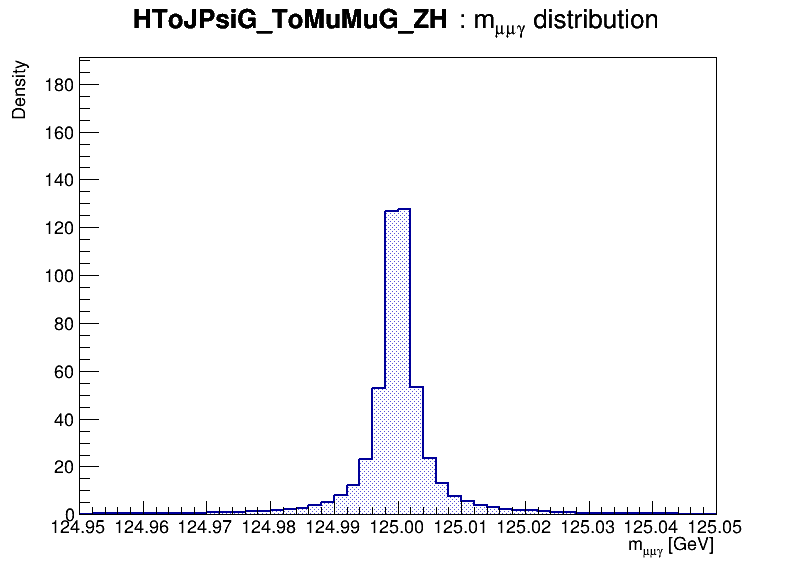 HToJPsiG_ToMuMuG_ZH : mμμγ distribution
Density
180
160
140
120
100
80
60
40
20
0
124.95 124.96 124.97 124.98 124.99 125.00 125.01 125.02 125.03 125.04 125.05
mμμγ [GeV]